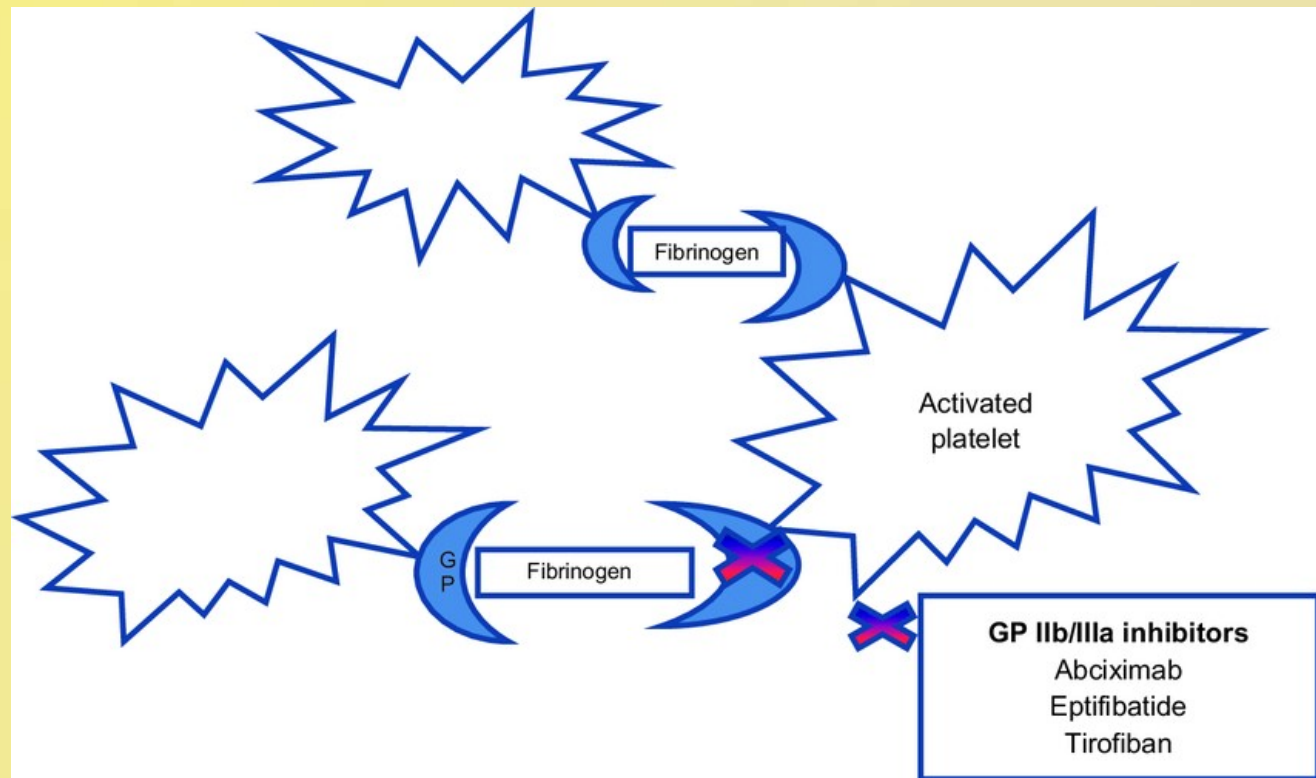 Fibrinogen
Activated
platelet
G
P
Fibrinogen
GP IIb/IIIa inhibitors
Abciximab
Eptifibatide
Tirofiban